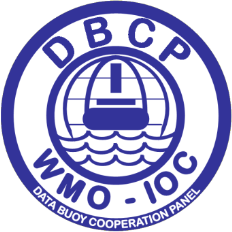 DBCP
WMO - IOC
DATA BUOY COOPERATION PANEL